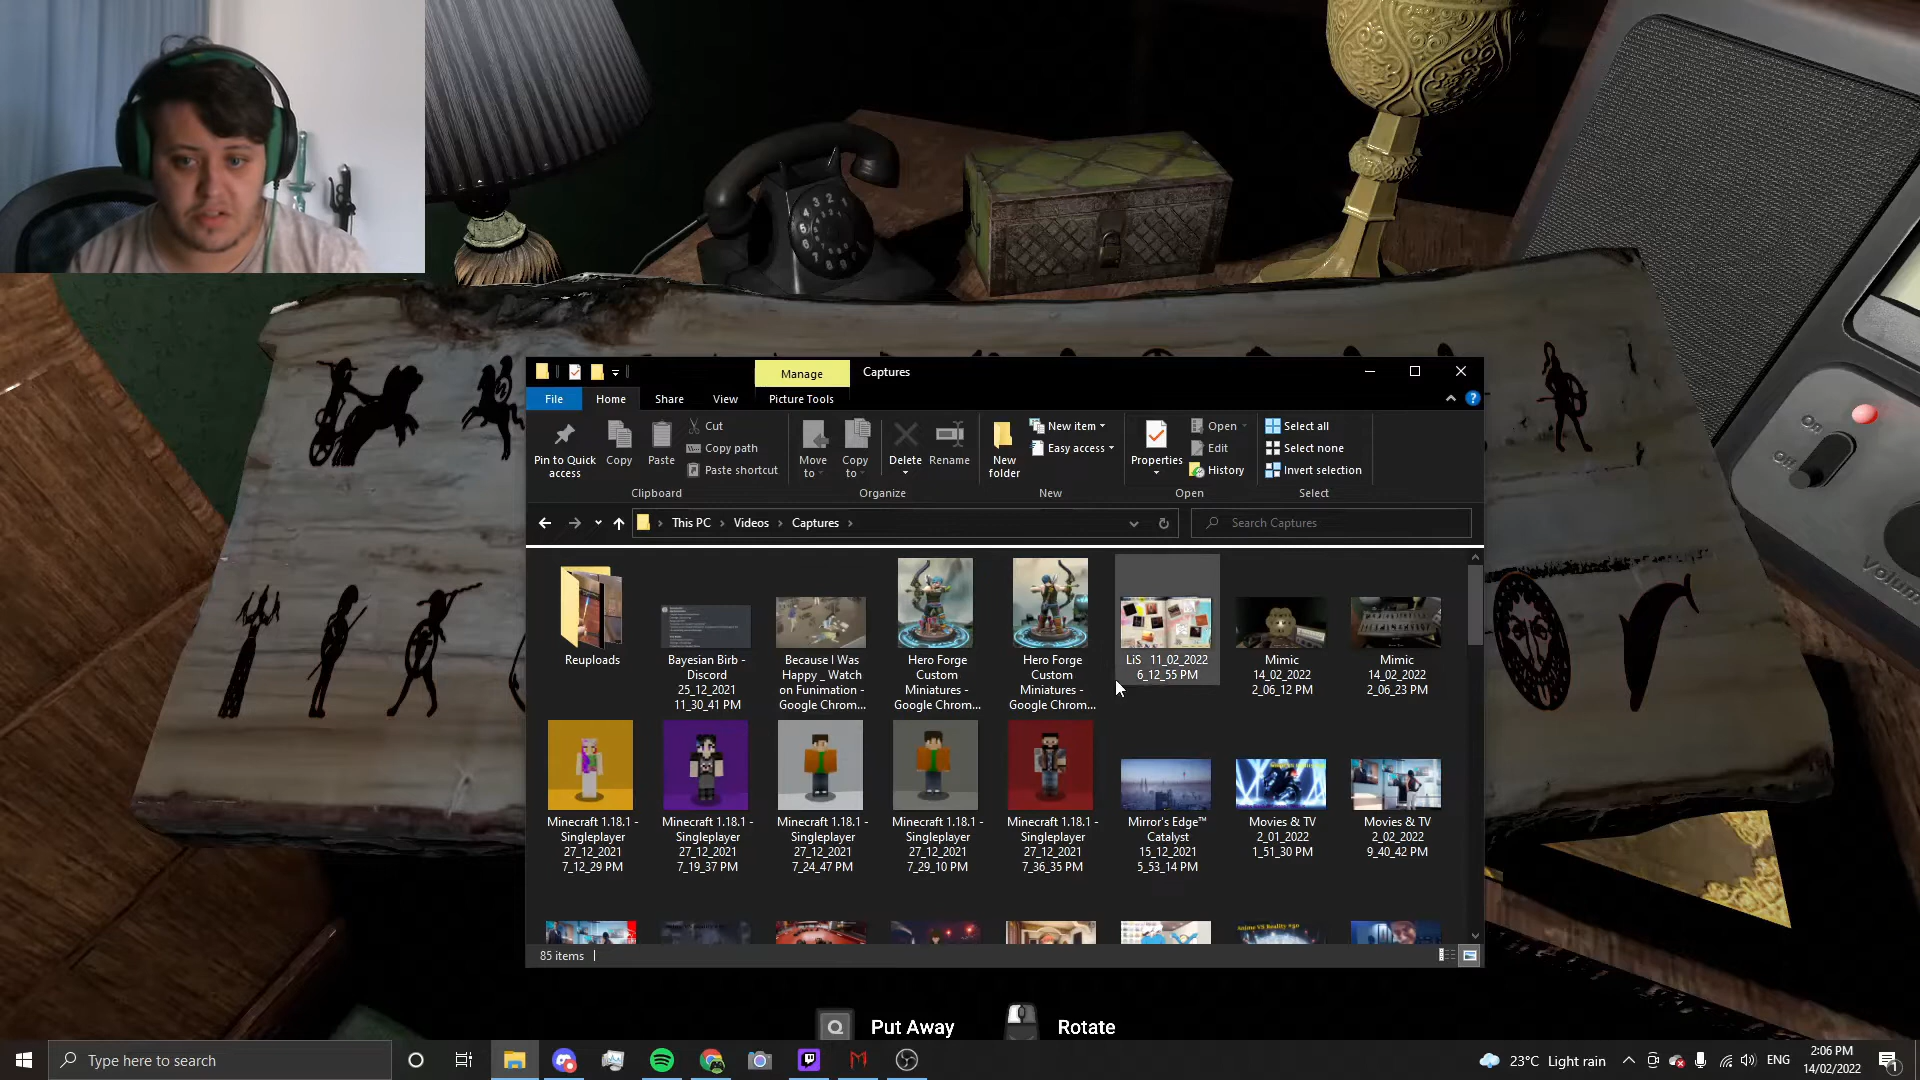 Manage
Captures
File
Home
Share
View
Picture Tools
Pin to Quick
access
Copy
Paste
Cut
Copy path
Paste shortcut
Move
to
Copy
to
Delete
Rename
New
folder
New item
Easy access
Properties
Open
Edit
History
Select all
Select none
Invert selection
Clipboard
Organize
New
Open
Select
This PC
Videos
Captures
Search Captures
Reuploads
Bayesian Birb -
Discord
25_12_2021
11_30_41 PM
Because I Was
Happy _ Watch
on Funimation -
Google Chrom...
Hero Forge
Custom
Miniatures -
Google Chrom...
Hero Forge
Custom
Miniatures -
Google Chrom...
LiS 11_02_2022
6_12_55 PM
Mimic
14_02_2022
2_06_12 PM
Mimic
14_02_2022
2_06_23 PM
Minecraft 1.18.1 -
Singleplayer
27_12_2021
7_12_29 PM
Minecraft 1.18.1 -
Singleplayer
27_12_2021
7_19_37 PM
Minecraft 1.18.1 -
Singleplayer
27_12_2021
7_24_47 PM
Minecraft 1.18.1 -
Singleplayer
27_12_2021
7_29_10 PM
Minecraft 1.18.1 -
Singleplayer
27_12_2021
7_36_35 PM
Mirror's Edge™
Catalyst
15_12_2021
5_53_14 PM
Movies & TV
2_01_2022
1_51_30 PM
Movies & TV
2_02_2022
9_40_42 PM
85 items
On
Off
Volume
Q
Put Away
Rotate
Type here to search
23°C Light rain
ENG
2:06 PM
14/02/2022
1